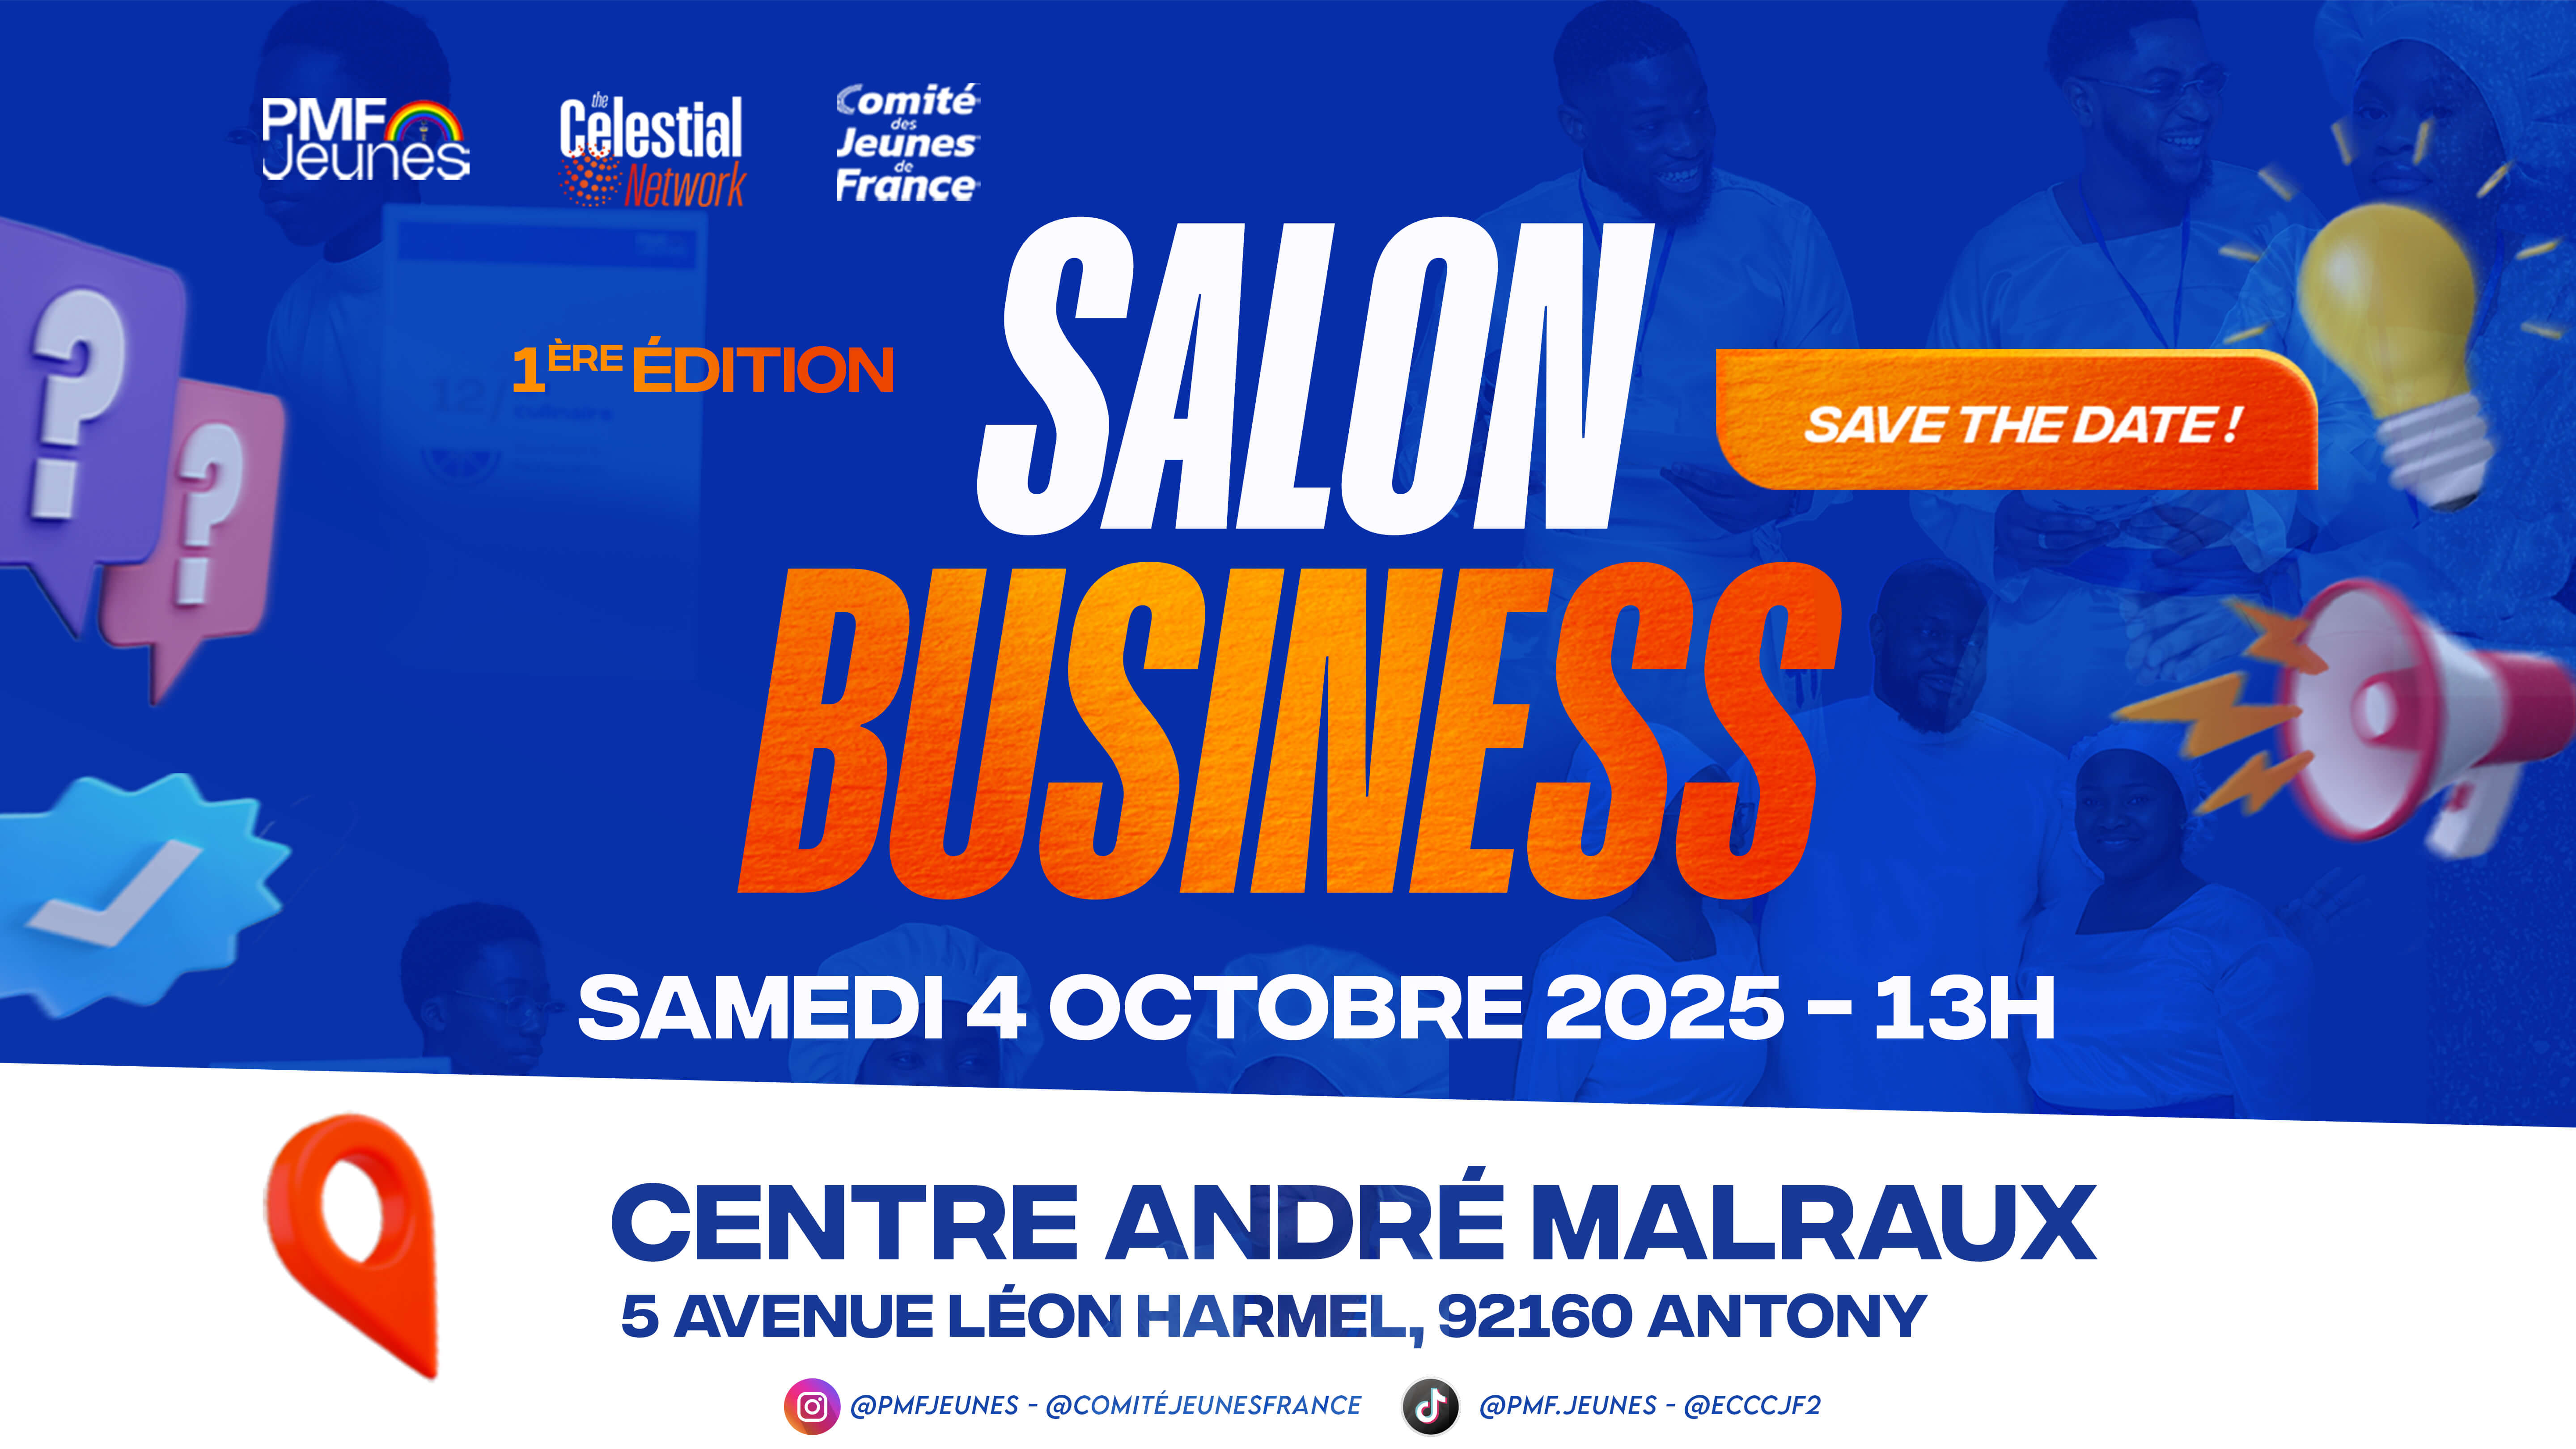 PMF
Jeunes
the
Celestial
Network
Comité
des
Jeunes
de
France
SALON
1ÈRE ÉDITION
SAVE THE DATE !
BUSINESS
SAMEDI 4 OCTOBRE 2025 - 13H
CENTRE ANDRÉ MALRAUX
5 AVENUE LÉON HARMEL, 92160 ANTONY
@PMFJEUNES - @COMITÉJEUNESFRANCE
@PMF.JEUNES - @ECCCJF2